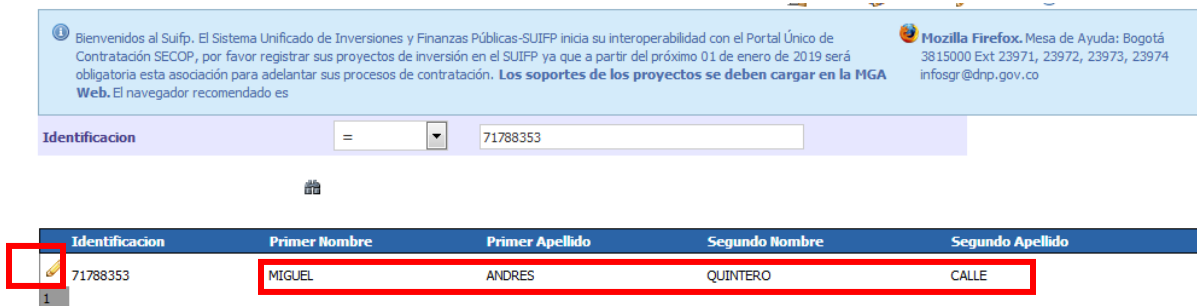 Bienvenidos al Suifp. El Sistema Unificado de Inversiones y Finanzas Públicas-SUIFP inicia su interoperabilidad con el Portal Único de
Contratación SECOP, por favor registrar sus proyectos de inversión en el SUIFP ya que a partir del próximo 01 de enero de 2019 será
obligatoria esta asociación para adelantar sus procesos de contratación. Los soportes de los proyectos se deben cargar en la MGA
Web. El navegador recomendado es
Mozilla Firefox. Mesa de Ayuda: Bogotá
3815000 Ext 23971, 23972, 23973, 23974
infosgr@dnp.gov.co
Identificacion = 71788353
Identificacion Primer Nombre Primer Apellido Segundo Nombre Segundo Apellido
71788353 MIGUEL ANDRES QUINTERO CALLE
1